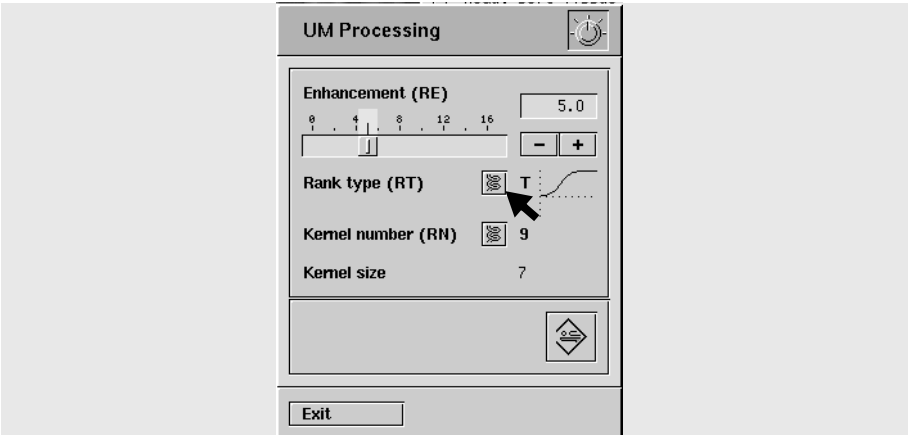 UM Processing
Enhancement (RE)
5.0
0 . 4 . 8 . 12 . 16
- +
Rank type (RT) T
Kernel number (RN) 9
Kernel size 7
Exit